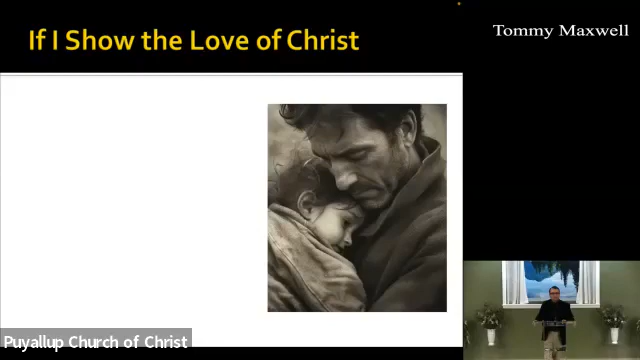 If I Show the Love of Christ
Tommy Maxwell
Puyallup Church of Christ